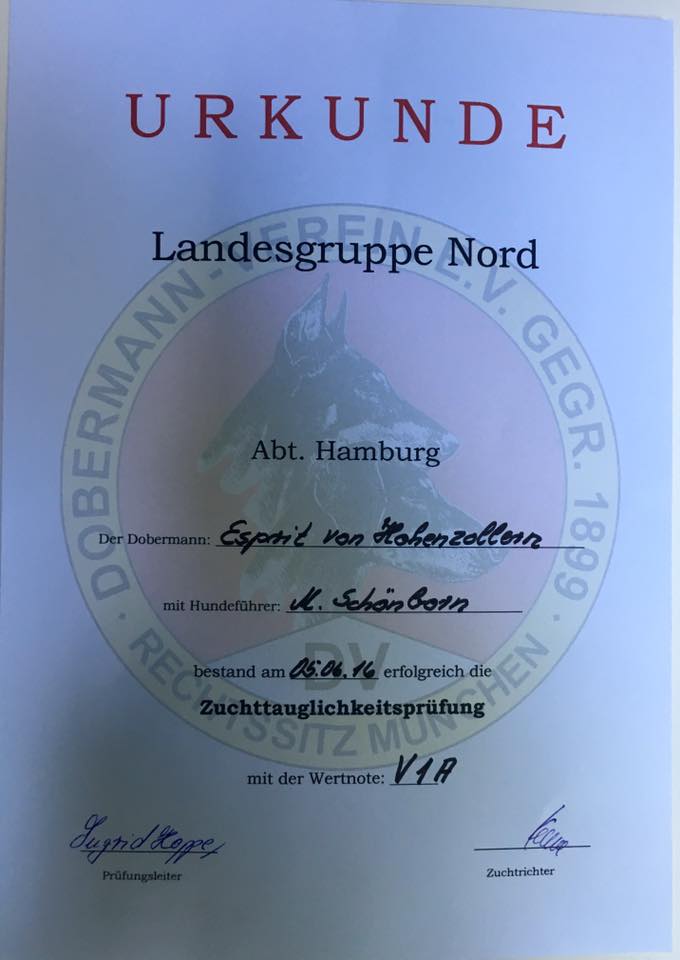 URKUNDE
DOBERMANN-VEREIN E.V. GEGR. 1899
Landesgruppe Nord
Abt. Hamburg
Der Dobermann: Esprit von Hohenzollern
mit Hundeführer: M. Schönborn
bestand am 05.06.16 erfolgreich die
DV
Zuchttauglichkeitsprüfung
RECHTSSITZ MÜNCHEN
mit der Wertnote: V1A
Ingrid Hoppe
Prüfungsleiter
Zuchtrichter